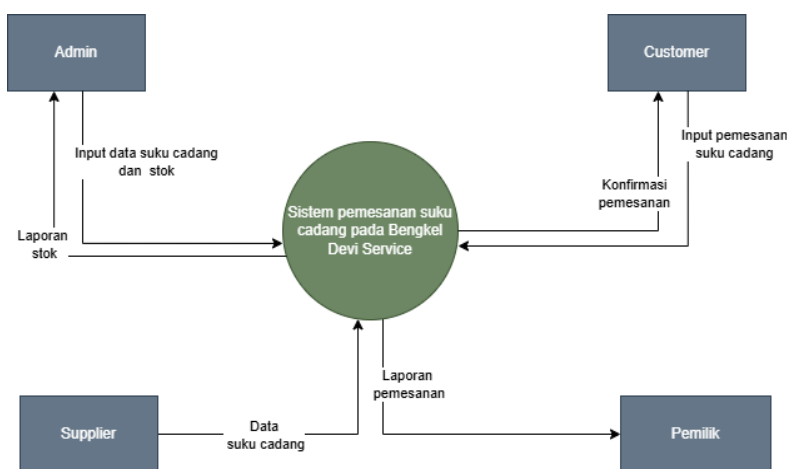 Admin
Customer
Input data suku cadang
dan stok
Input pemesanan
suku cadang
Konfirmasi
pemesanan
Sistem pemesanan suku
cadang pada Bengkel
Devi Service
Laporan
stok
Laporan
pemesanan
Supplier
Data
suku cadang
Pemilik